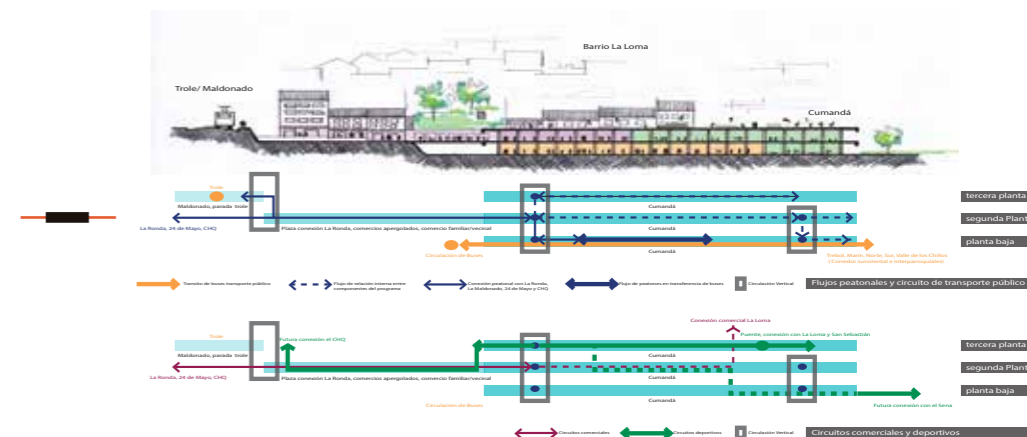 Barrio La Loma
Trole/ Maldonado
Cumandá
Trole
tercera planta
Maldonado, parada trole
Cumandá
segunda Plant
La Ronda, 24 de Mayo, CHQ
Plaza conexión La Ronda, comercios apergolados, comercio familiar/vecinal
Cumandá
planta baja
Circulación de Buses
Cumandá
Trebol, Marín, Norte, Sur, Valle de los Chillos
(Corredor suroriental e interparroquiales)
Transito de buses transporte público
Flujo de relación interna entre
componentes del programa
Conexión peatonal con La Ronda,
La Maldonado, 24 de Mayo y CHQ
Flujo de peatones en transferencia de buses
Circulación Vertical
Flujos peatonales y circuito de transporte público
Conexión comercial La Loma
Trole
Futura conexión el CHQ
Puente, conexión con La Loma y San Sebastián
tercera planta
Maldonado, parada trole
Cumandá
segunda Plant
La Ronda, 24 de Mayo, CHQ
Plaza conexión La Ronda, comercios apergolados, comercio familiar/vecinal
Cumandá
planta baja
Circulación de Buses
Cumandá
Futura conexión con el Sena
Circuitos comerciales
Circuitos deportivos
Circulación Vertical
Circuitos comerciales y deportivos